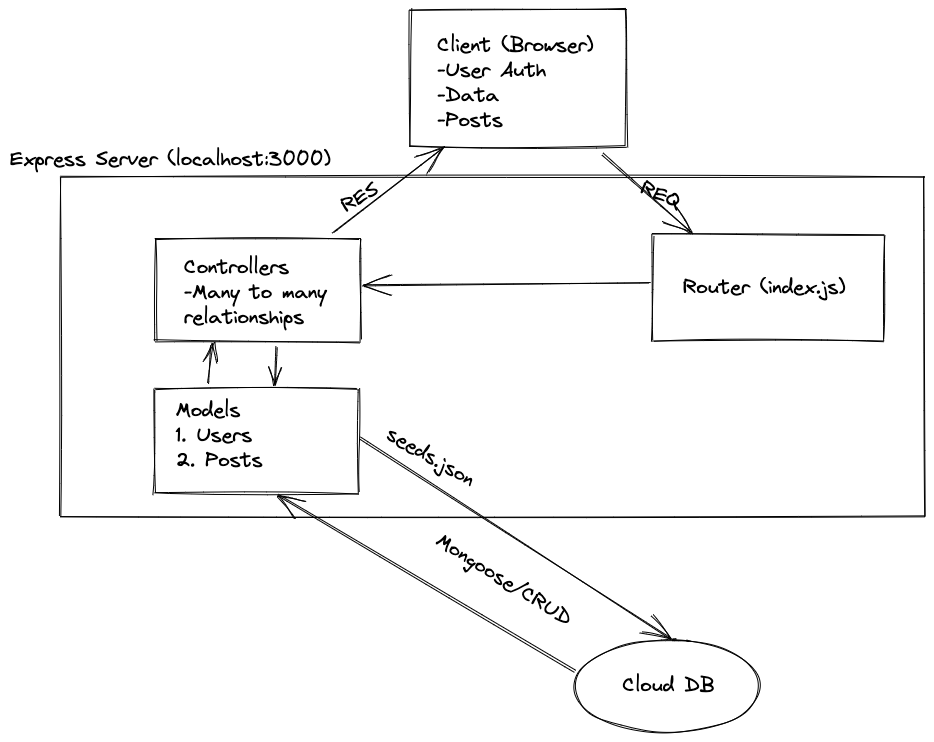 Client (Browser)
-User Auth
-Data
-Posts
Express Server (localhost:3000)
RES
REQ
Controllers
-Many to many
relationships
Router (index.js)
Models
1. Users
2. Posts
seeds.json
Mongoose/CRUD
Cloud DB